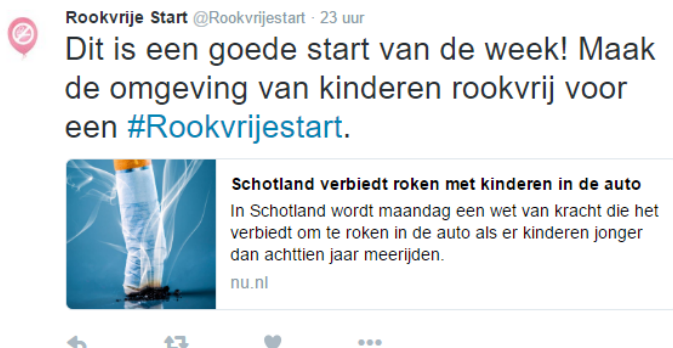 Rookvrije Start @Rookvrijestart · 23 uur
Dit is een goede start van de week! Maak
de omgeving van kinderen rookvrij voor
een #Rookvrijestart.
Schotland verbiedt roken met kinderen in de auto
In Schotland wordt maandag een wet van kracht die het
verbiedt om te roken in de auto als er kinderen jonger
dan achttien jaar meerijden.
nu.nl